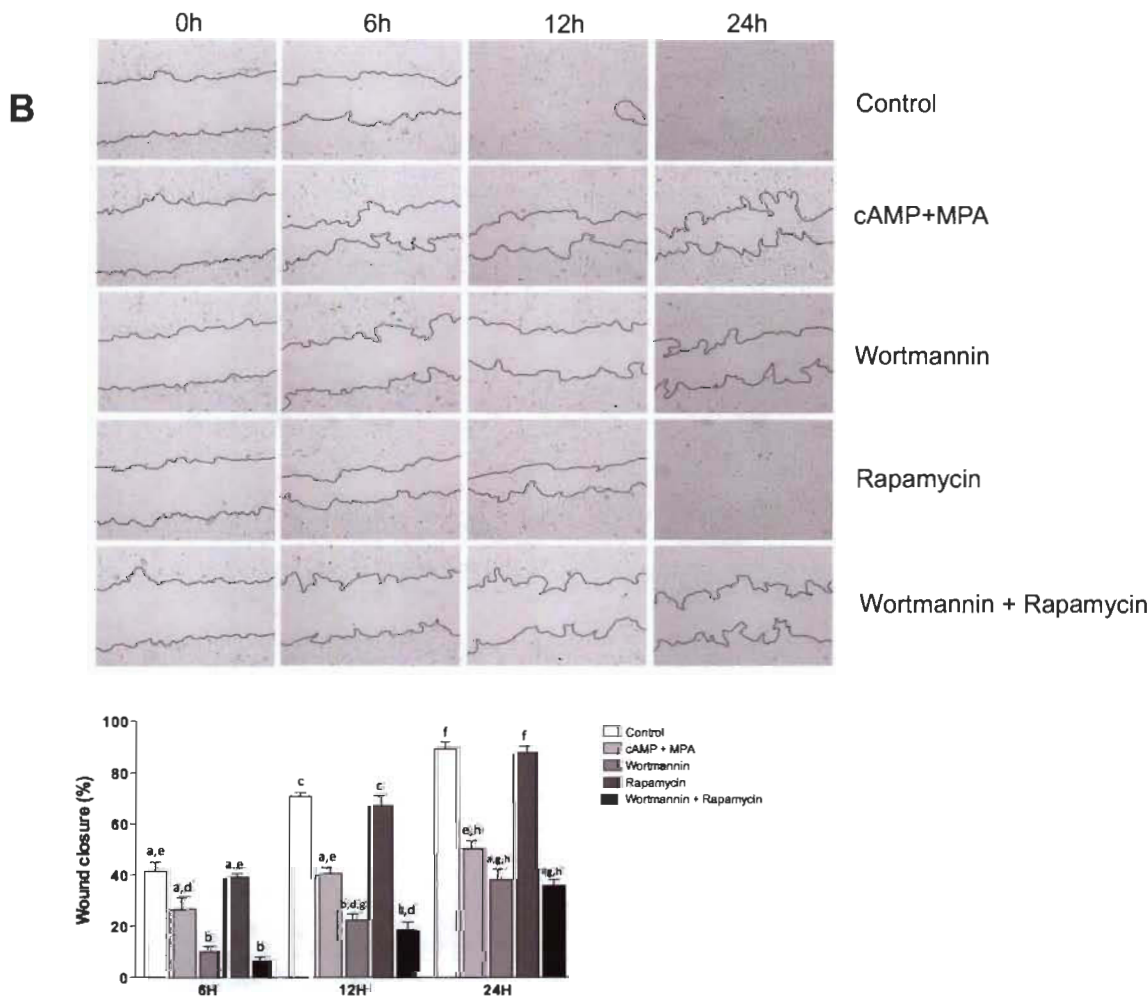 0h 6h 12h 24h
B
Control
cAMP+MPA
Wortmannin
Rapamycin
Wortmannin + Rapamycin
Wound closure (%)
100
80
60
40
20
0
a,e
a,d
b
a,e
b
c
a,e
b,d,g
c
b,d
f
e,h
a,g,h
f
6H 12H 24H
Control
cAMP + MPA
Wortmannin
Rapamycin
Wortmannin + Rapamycin